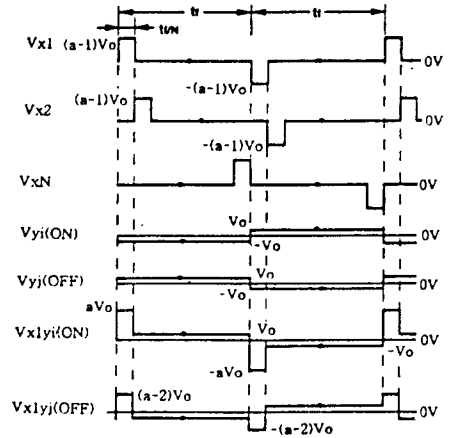 tf tf
tf/N
Vx1 (a-1)Vo 0V
-(a-1)Vo
Vx2 (a-1)Vo 0V
-(a-1)Vo
VxN 0V
Vyi(ON) Vo 0V
-Vo
Vyj(OFF) Vo 0V
-Vo
aVo
Vx1yi(ON) Vo 0V
-aVo -Vo
Vx1yj(OFF) (a-2)Vo 0V
-(a-2)Vo